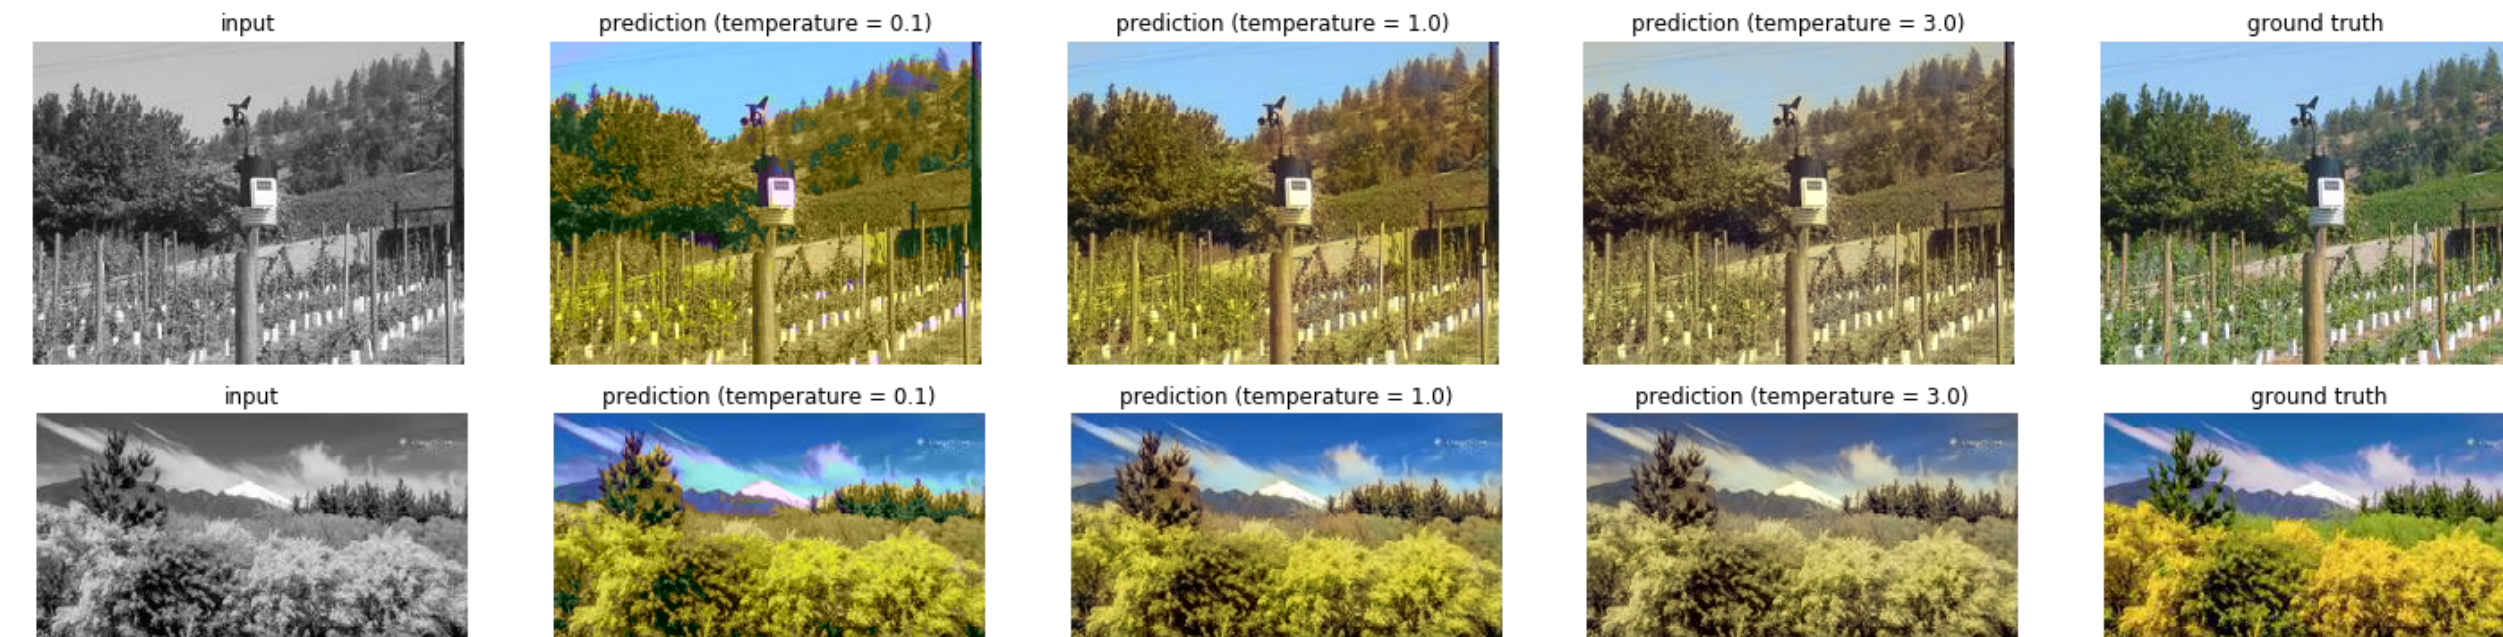 input
prediction (temperature = 0.1)
prediction (temperature = 1.0)
prediction (temperature = 3.0)
ground truth
input
prediction (temperature = 0.1)
prediction (temperature = 1.0)
prediction (temperature = 3.0)
ground truth